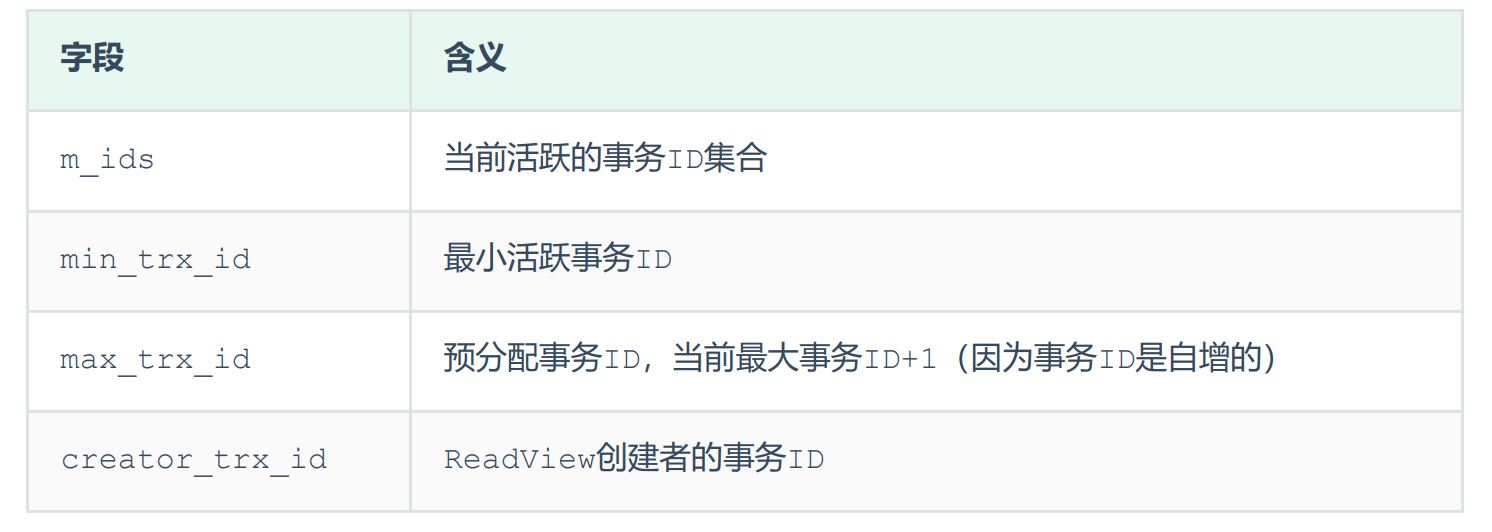 字段 含义
m_ids 当前活跃的事务ID集合
min_trx_id 最小活跃事务ID
max_trx_id 预分配事务ID，当前最大事务ID+1（因为事务ID是自增的）
creator_trx_id ReadView创建者的事务ID